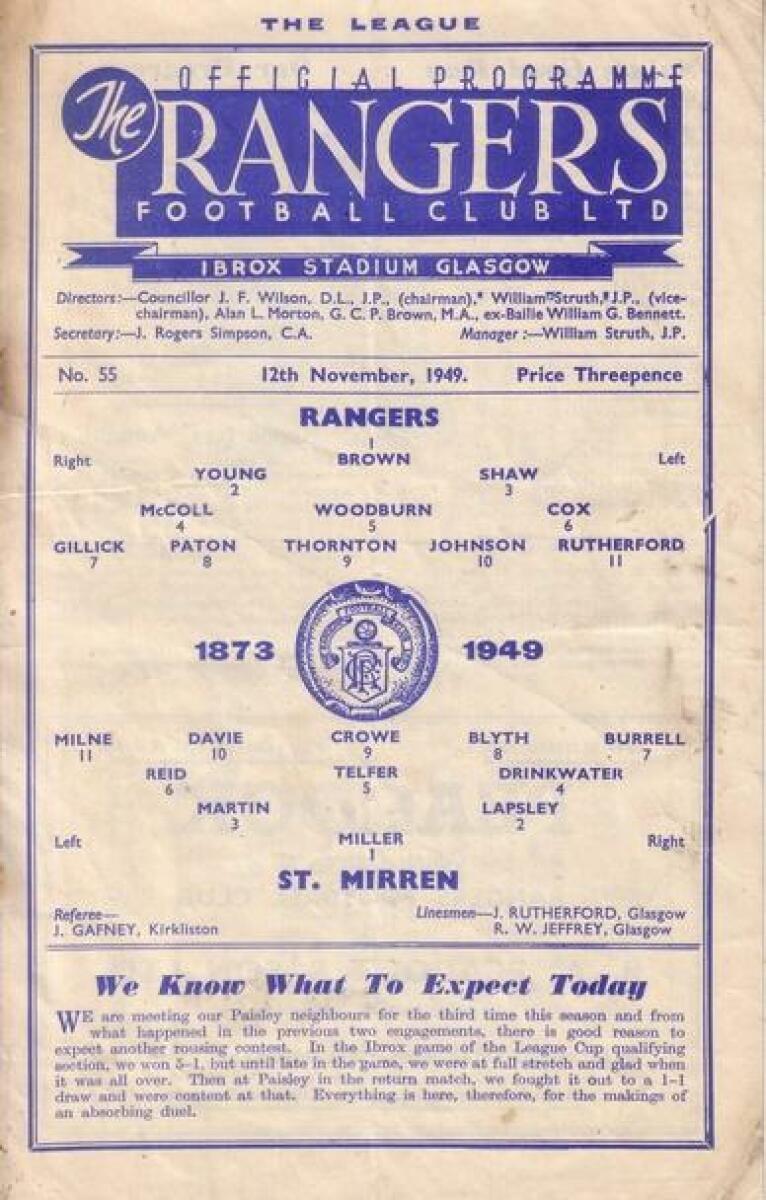 THE LEAGUE
OFFICIAL PROGRAMME
The RANGERS
FOOTBALL CLUB LTD
IBROX STADIUM GLASGOW
Directors:—Councillor J. F. Wilson, D.L., J.P., (chairman), William Struth, J.P., (vice-
chairman), Alan L. Morton, G. C. P. Brown, M.A., ex-Bailie William G. Bennett.
Secretary:—J. Rogers Simpson, C.A. Manager:—William Struth, J.P.
No. 55 12th November, 1949. Price Threepence
RANGERS
1
Right BROWN Left
YOUNG SHAW
2 3
McCOLL WOODBURN COX
4 5 6
GILLICK PATON THORNTON JOHNSON RUTHERFORD
7 8 9 10 11
FOOTBALL
1873 1949
MILNE DAVIE CROWE BLYTH BURRELL
11 10 9 8 7
REID TELFER DRINKWATER
6 5 4
MARTIN LAPSLEY
3 2
Left MILLER Right
1
ST. MIRREN
Referee— Linesmen—J. RUTHERFORD, Glasgow
J. GAFNEY, Kirkliston R. W. JEFFREY, Glasgow
We Know What To Expect Today
WE are meeting our Paisley neighbours for the third time this season and from
what happened in the previous two engagements, there is good reason to
expect another rousing contest. In the Ibrox game of the League Cup qualifying
section, we won 5–1, but until late in the game, we were at full stretch and glad when
it was all over. Then at Paisley in the return match, we fought it out to a 1–1
draw and were content at that. Everything is here, therefore, for the makings of
an absorbing duel.